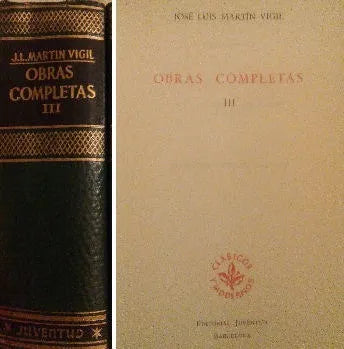 J.L.MARTIN VIGIL
OBRAS
COMPLETAS
III
JUVENTUD
JOSÉ LUIS MARTÍN VIGIL
OBRAS COMPLETAS
III
CLÁSICOS
Y MODERNOS
EDITORIAL JUVENTUD
BARCELONA